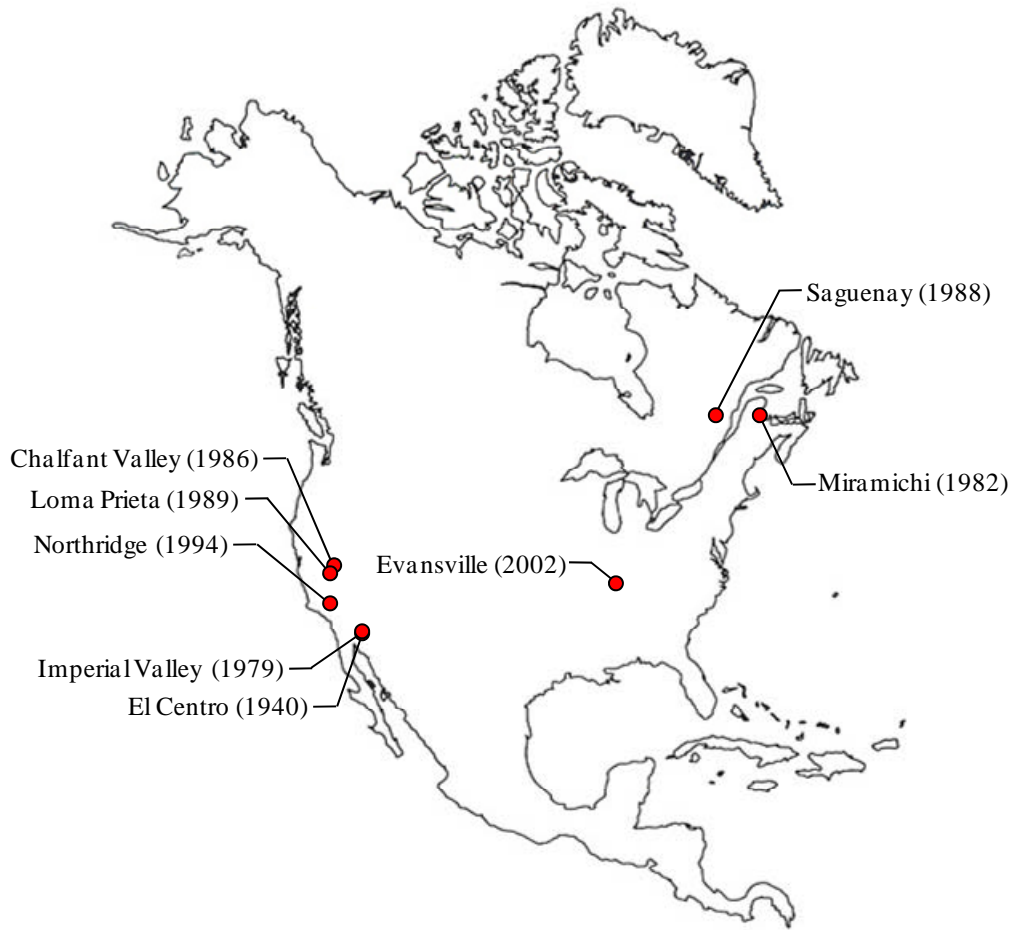 Saguenay (1988)
Chalfant Valley (1986)
Miramichi (1982)
Loma Prieta (1989)
Northridge (1994)
Evansville (2002)
Imperial Valley (1979)
El Centro (1940)